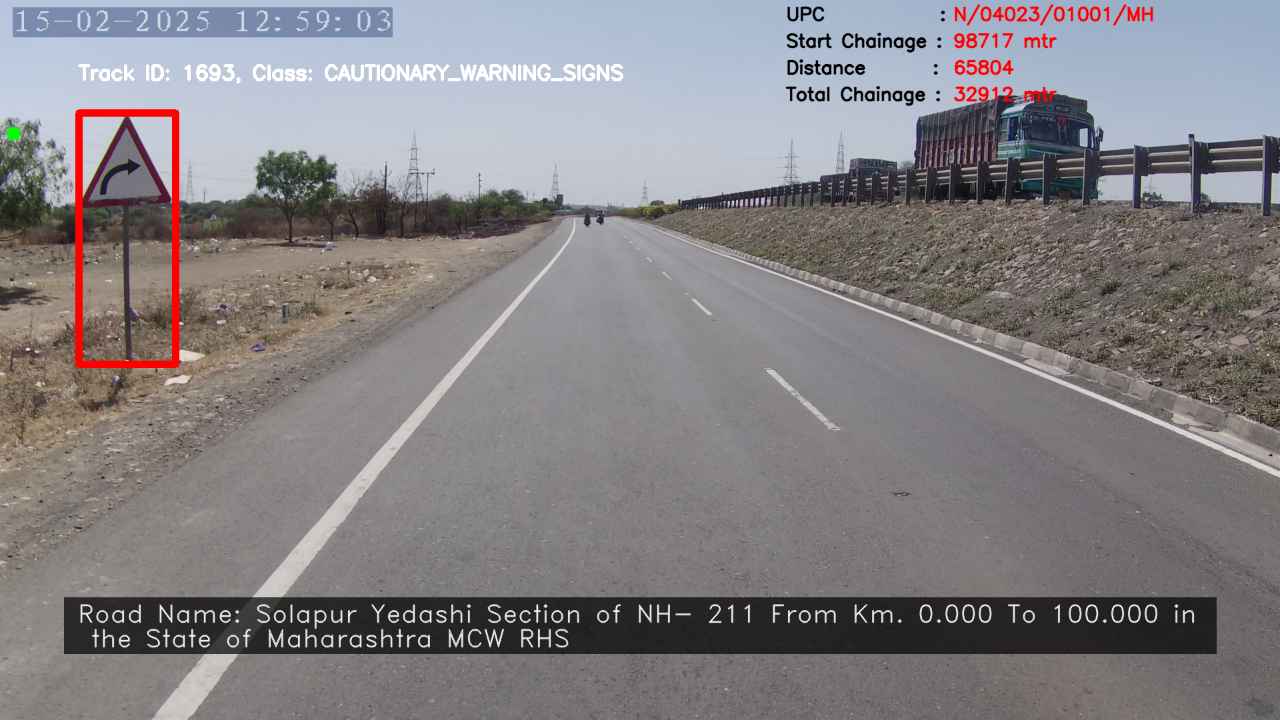 15-02-2025 12:59:03
UPC : N/04023/01001/MH
Start Chainage : 98717 mtr
Distance : 65804
Total Chainage : 32912 mtr
Track ID: 1693, Class: CAUTIONARY_WARNING_SIGNS
Road Name: Solapur Yedashi Section of NH- 211 From Km. 0.000 To 100.000 in
the State of Maharashtra MCW RHS